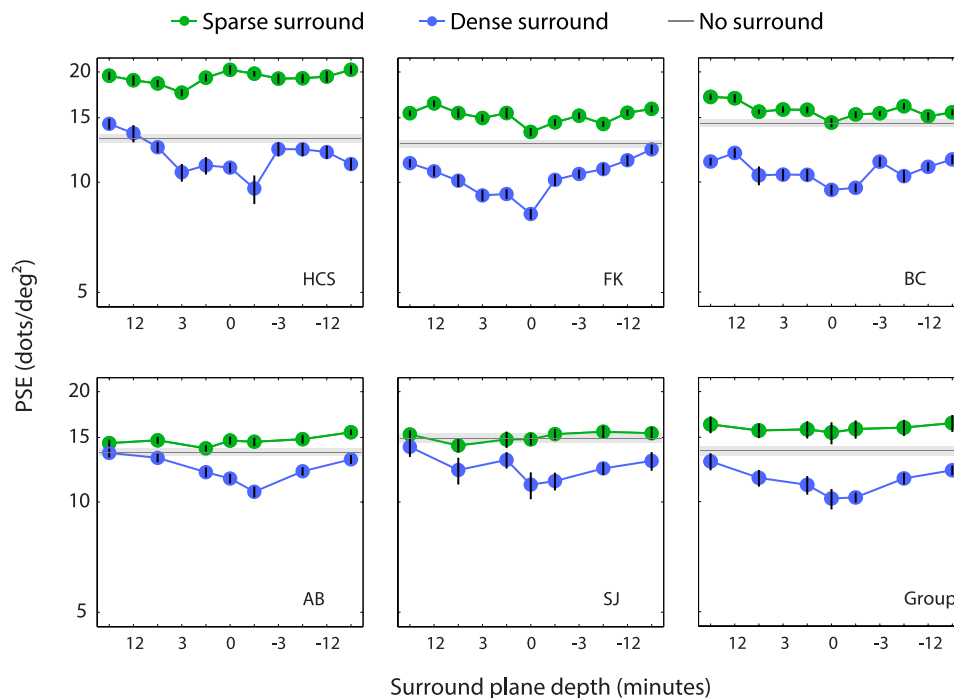 Sparse surround Dense surround No surround
PSE (dots/deg²)
20
15
10
5
HCS
12 3 0 -3 -12
FK
12 3 0 -3 -12
BC
12 3 0 -3 -12
20
15
10
5
AB
12 3 0 -3 -12
SJ
12 3 0 -3 -12
Group
12 3 0 -3 -12
Surround plane depth (minutes)